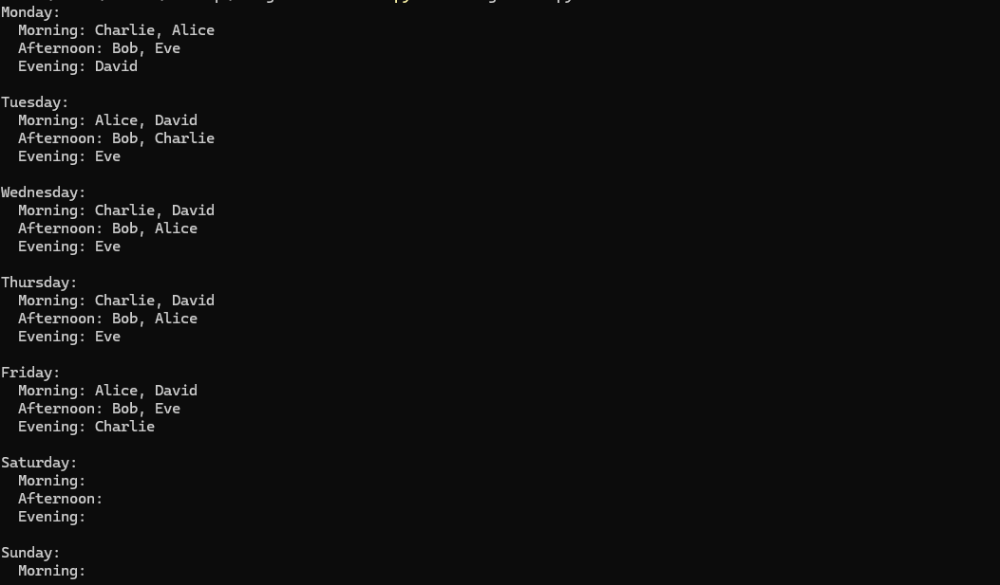 Monday:
  Morning: Charlie, Alice
  Afternoon: Bob, Eve
  Evening: David

Tuesday:
  Morning: Alice, David
  Afternoon: Bob, Charlie
  Evening: Eve

Wednesday:
  Morning: Charlie, David
  Afternoon: Bob, Alice
  Evening: Eve

Thursday:
  Morning: Charlie, David
  Afternoon: Bob, Alice
  Evening: Eve

Friday:
  Morning: Alice, David
  Afternoon: Bob, Eve
  Evening: Charlie

Saturday:
  Morning:
  Afternoon:
  Evening:

Sunday:
  Morning: